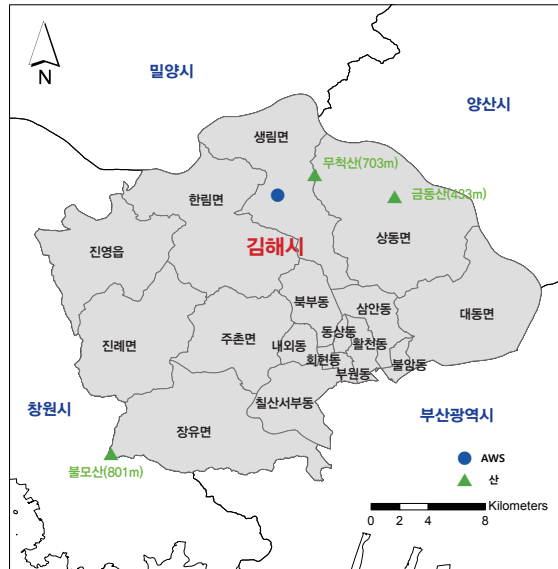 N
밀양시
양산시
생림면
무척산(703m)
한림면
금동산(433m)
상동면
김해시
진영읍
북부동
삼안동
대동면
진례면
주촌면
동상동
내외동
활천동
회현동
불암동
부원동
칠산서부동
창원시
장유면
부산광역시
불모산(801m)
AWS
산
Kilometers
0 2 4 8